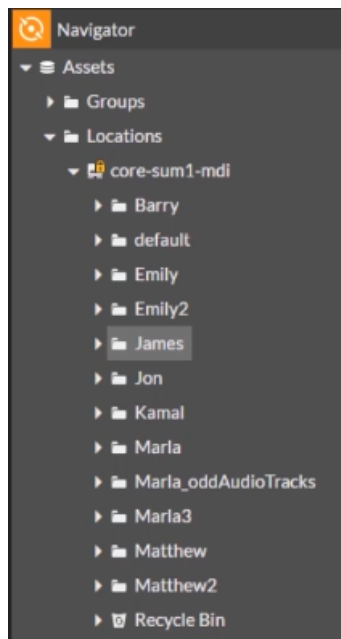 Navigator
Assets
Groups
Locations
core-sum1-mdi
Barry
default
Emily
Emily2
James
Jon
Kamal
Marla
Marla_oddAudioTracks
Marla3
Matthew
Matthew2
Recycle Bin